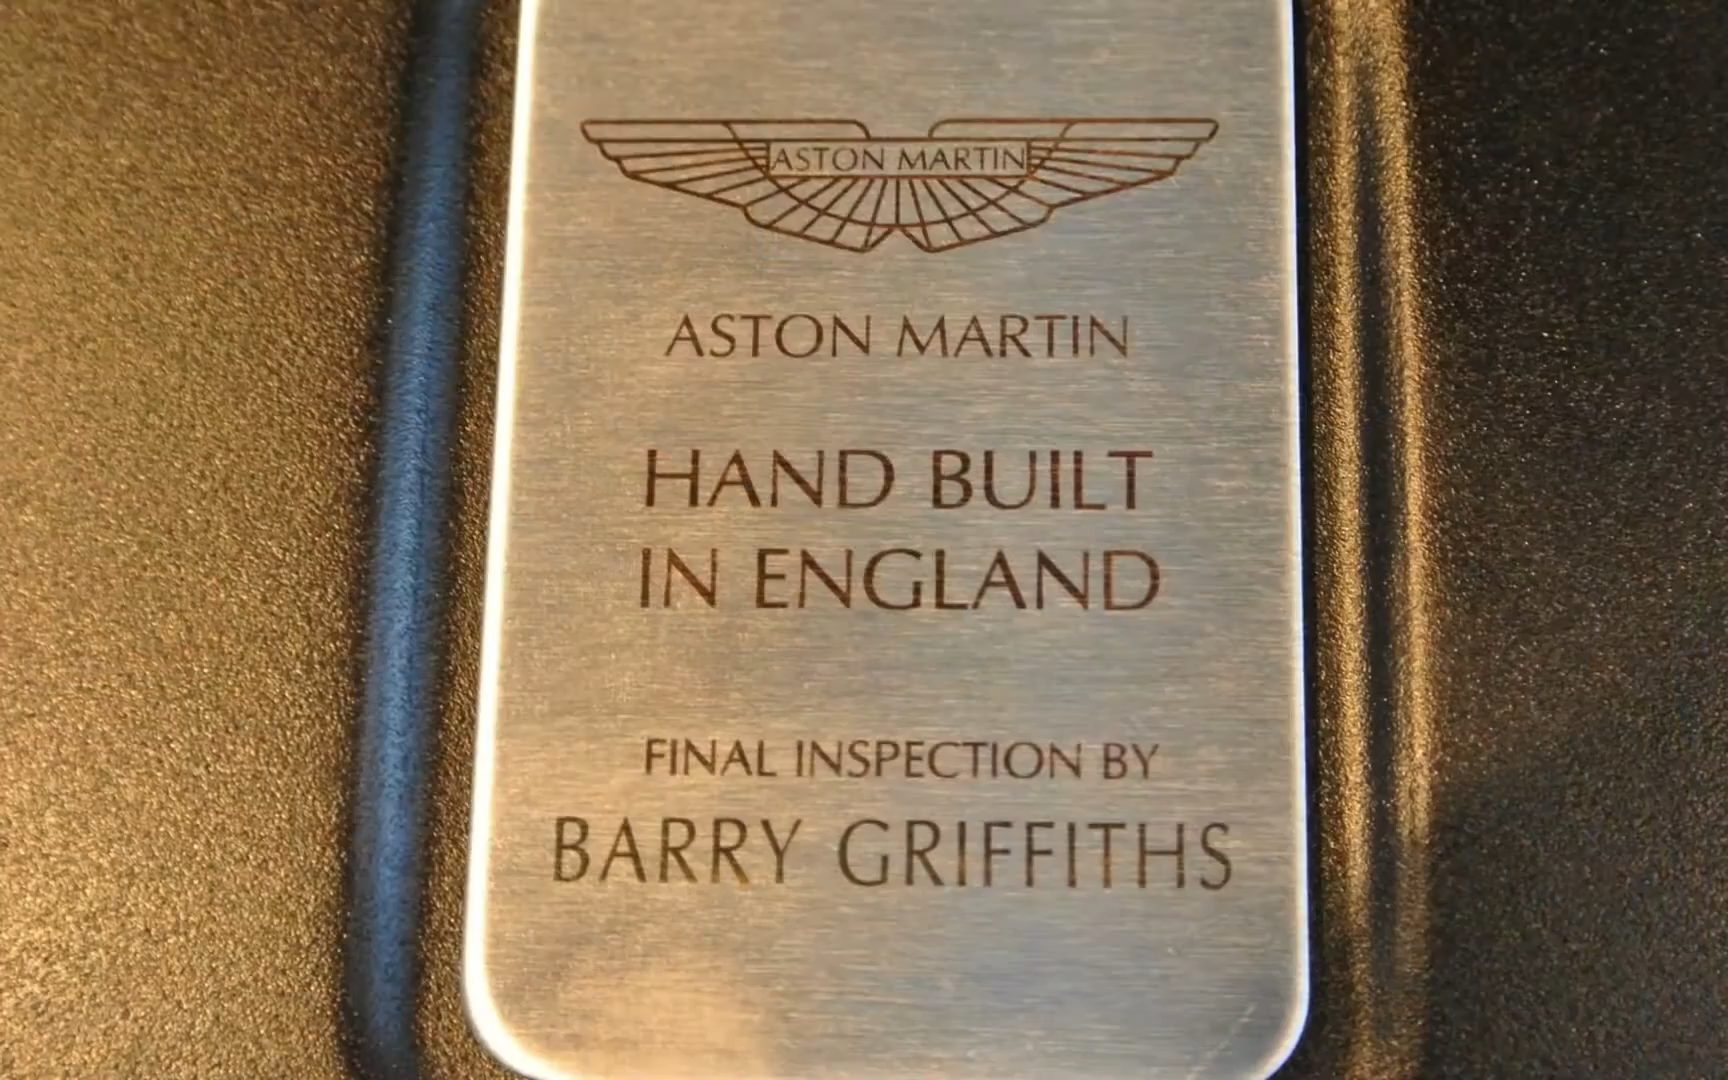 ASTON MARTIN
ASTON MARTIN
HAND BUILT
IN ENGLAND
FINAL INSPECTION BY
BARRY GRIFFITHS